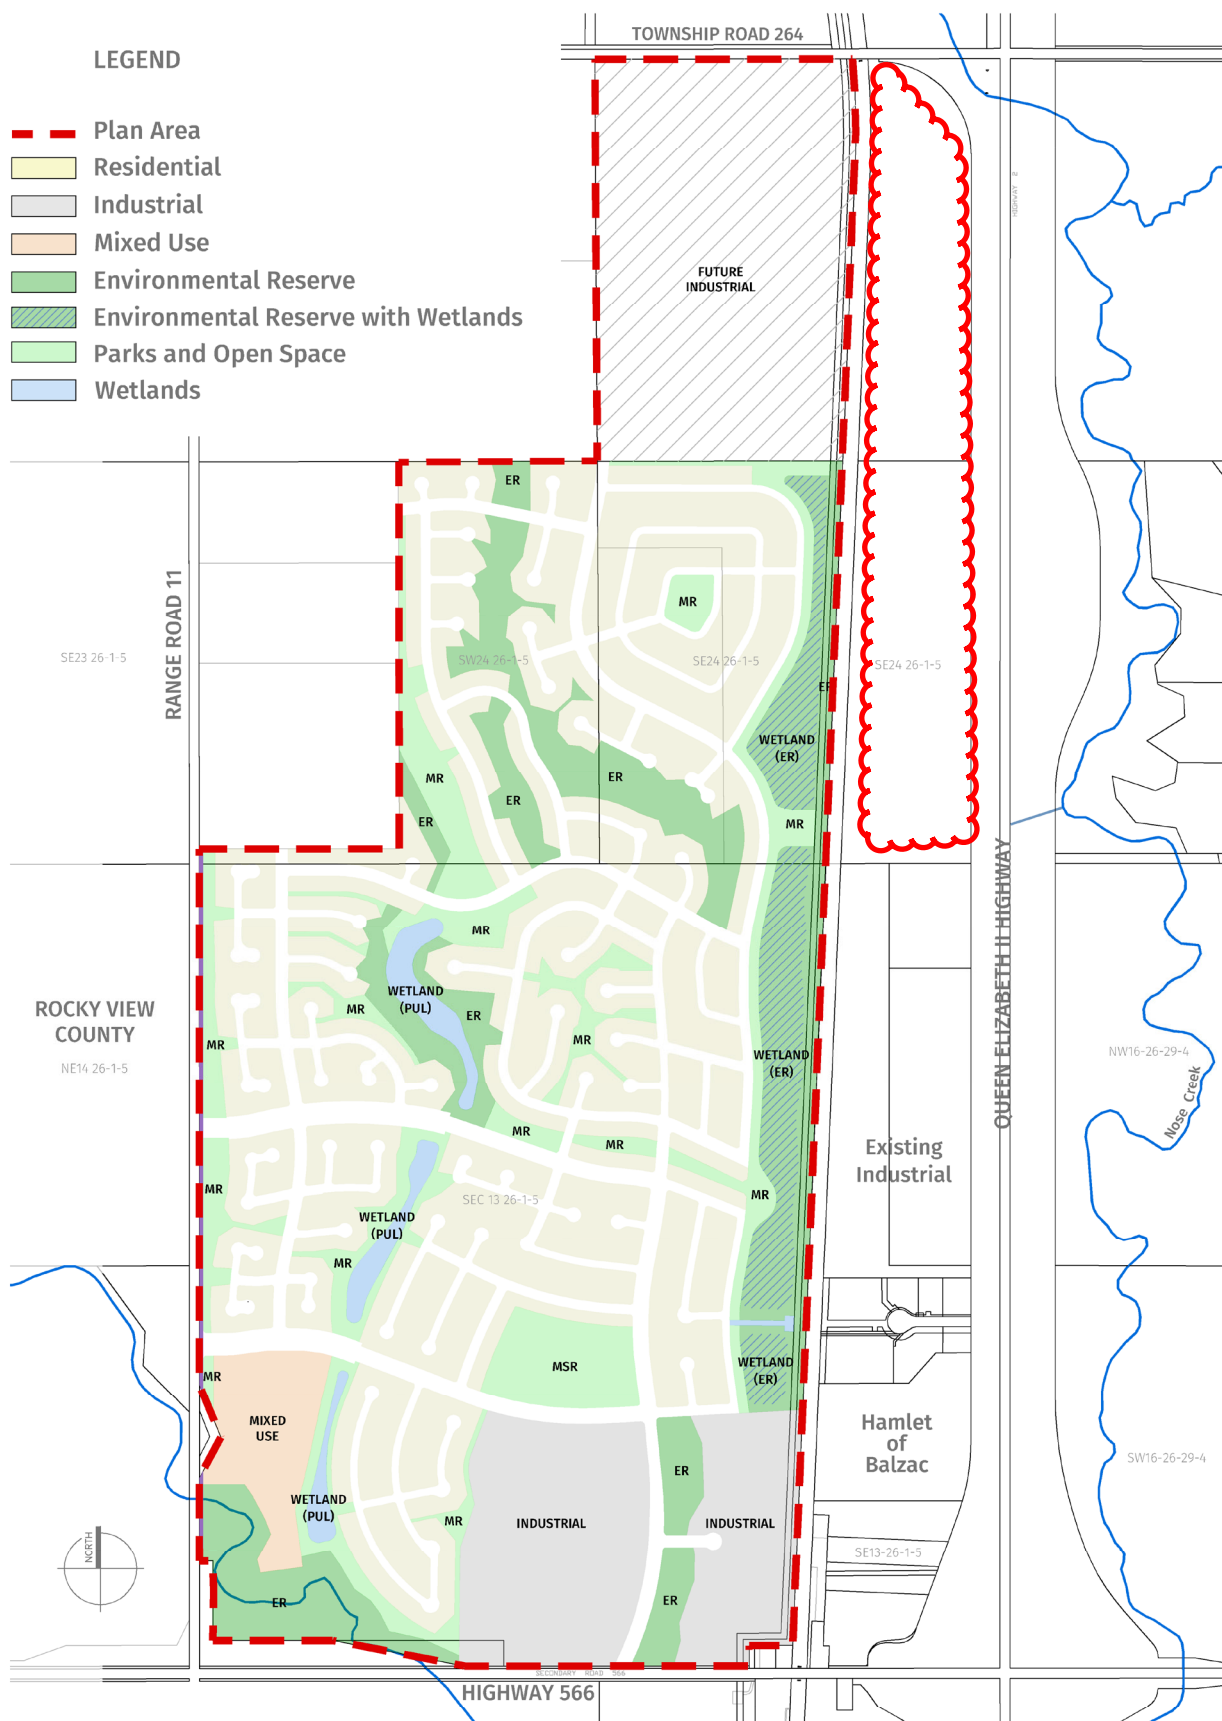 TOWNSHIP ROAD 264
LEGEND
Plan Area
Residential
Industrial
Mixed Use
Environmental Reserve
Environmental Reserve with Wetlands
Parks and Open Space
Wetlands
HIGHWAY 2
FUTURE
INDUSTRIAL
ER
RANGE ROAD 11
MR
SE23 26-1-5
SW24 26-1-5
SE24 26-1-5
SE24 26-1-5
ER
WETLAND
(ER)
MR
ER
ER
ER
MR
QUEEN ELIZABETH II HIGHWAY
MR
WETLAND
(PUL)
ER
MR
ROCKY VIEW
COUNTY
NE14 26-1-5
MR
MR
WETLAND
(ER)
NW16-26-29-4
Nose Creek
MR
MR
Existing
Industrial
MR
MR
SEC 13 26-1-5
WETLAND
(PUL)
MR
MR
MSR
WETLAND
(ER)
MIXED
USE
Hamlet
of
Balzac
SW16-26-29-4
ER
WETLAND
(PUL)
MR
INDUSTRIAL
INDUSTRIAL
NORTH
SE13-26-1-5
ER
ER
SECONDARY ROAD 566
HIGHWAY 566